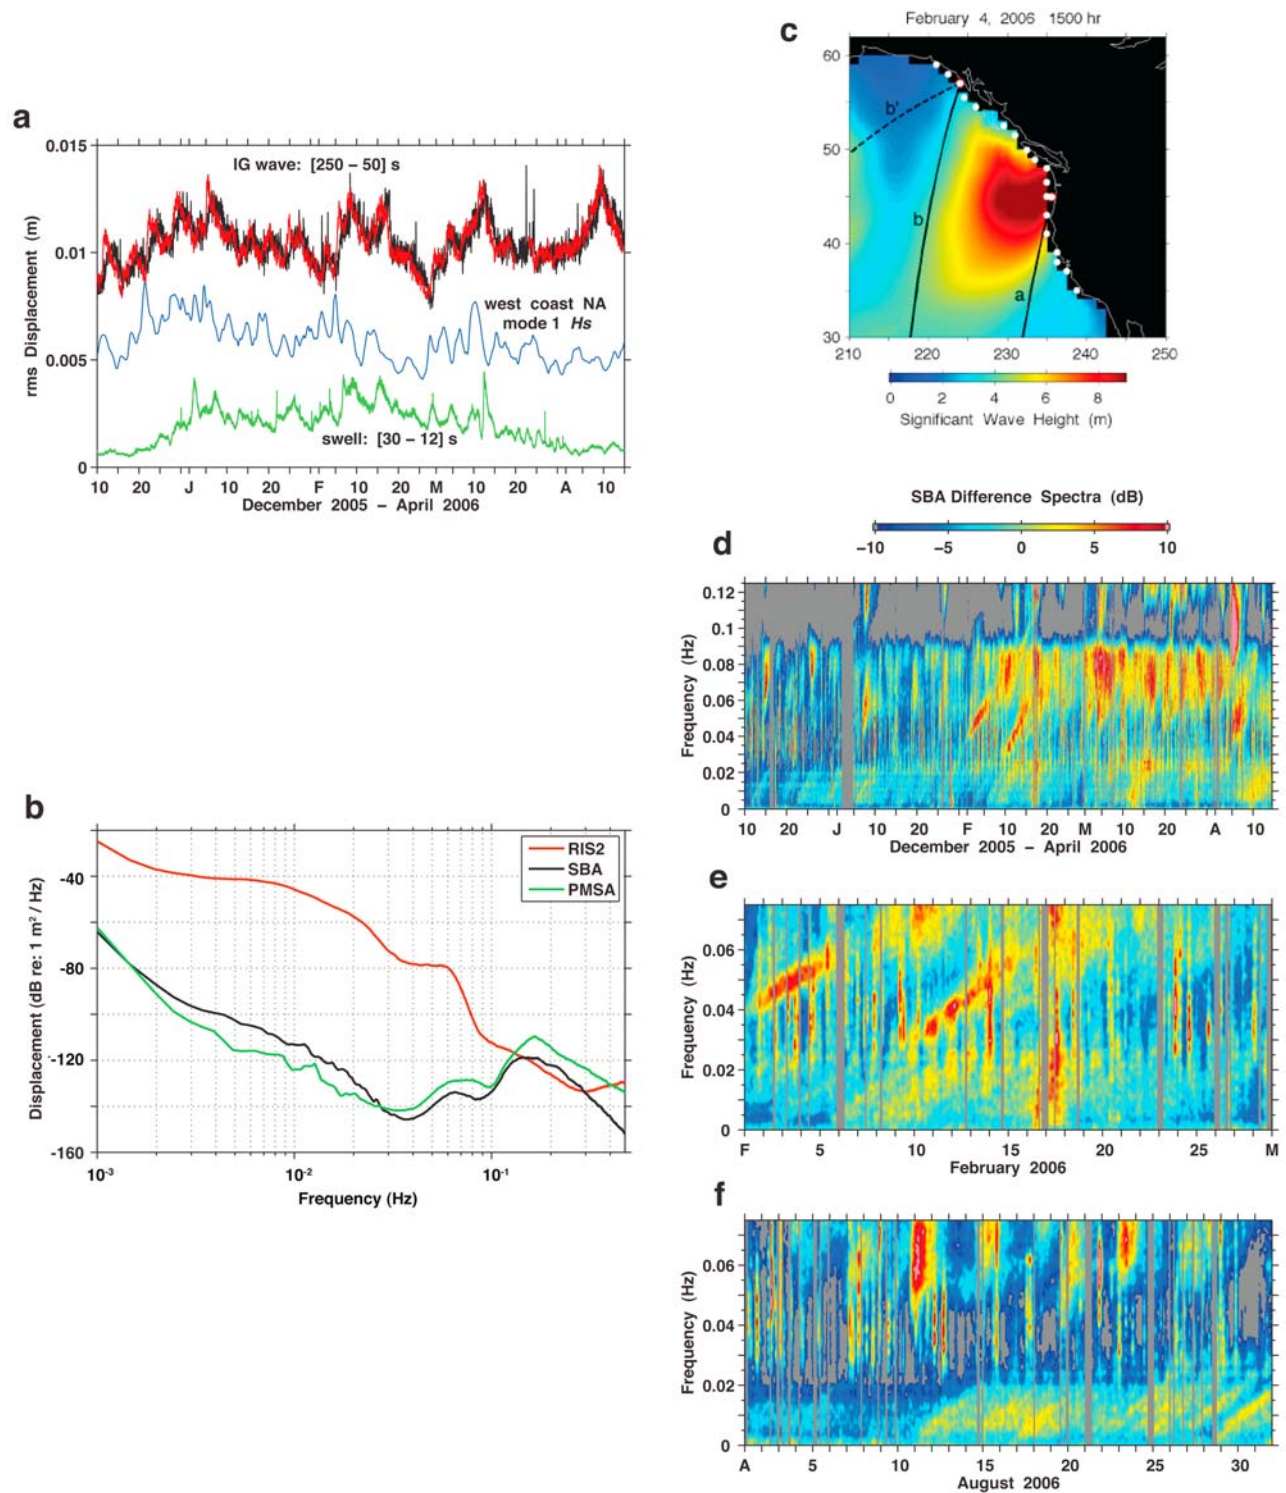 a
0.015
0.01
0.005
0
rms Displacement (m)
IG wave: [250 – 50] s
west coast NA
mode 1 Hs
swell: [30 – 12] s
10 20 J 10 20 F 10 20 M 10 20 A 10
December 2005 – April 2006
b
-40
-80
-120
-160
Displacement (dB re: 1 m² / Hz)
RIS2
SBA
PMSA
10⁻³ 10⁻² 10⁻¹
Frequency (Hz)
c
February 4, 2006 1500 hr
60
50
40
30
b'
b
a
210 220 230 240 250
0 2 4 6 8
Significant Wave Height (m)
SBA Difference Spectra (dB)
−10 −5 0 5 10
d
0.12
0.1
0.08
0.06
0.04
0.02
0
Frequency (Hz)
10 20 J 10 20 F 10 20 M 10 20 A 10
December 2005 – April 2006
e
0.06
0.04
0.02
0
Frequency (Hz)
F 5 10 15 20 25 M
February 2006
f
0.06
0.04
0.02
0
Frequency (Hz)
A 5 10 15 20 25 30
August 2006